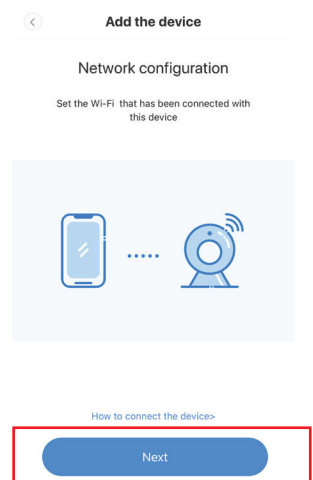 Add the device
Network configuration
Set the Wi-Fi that has been connected with
this device
How to connect the device>
Next